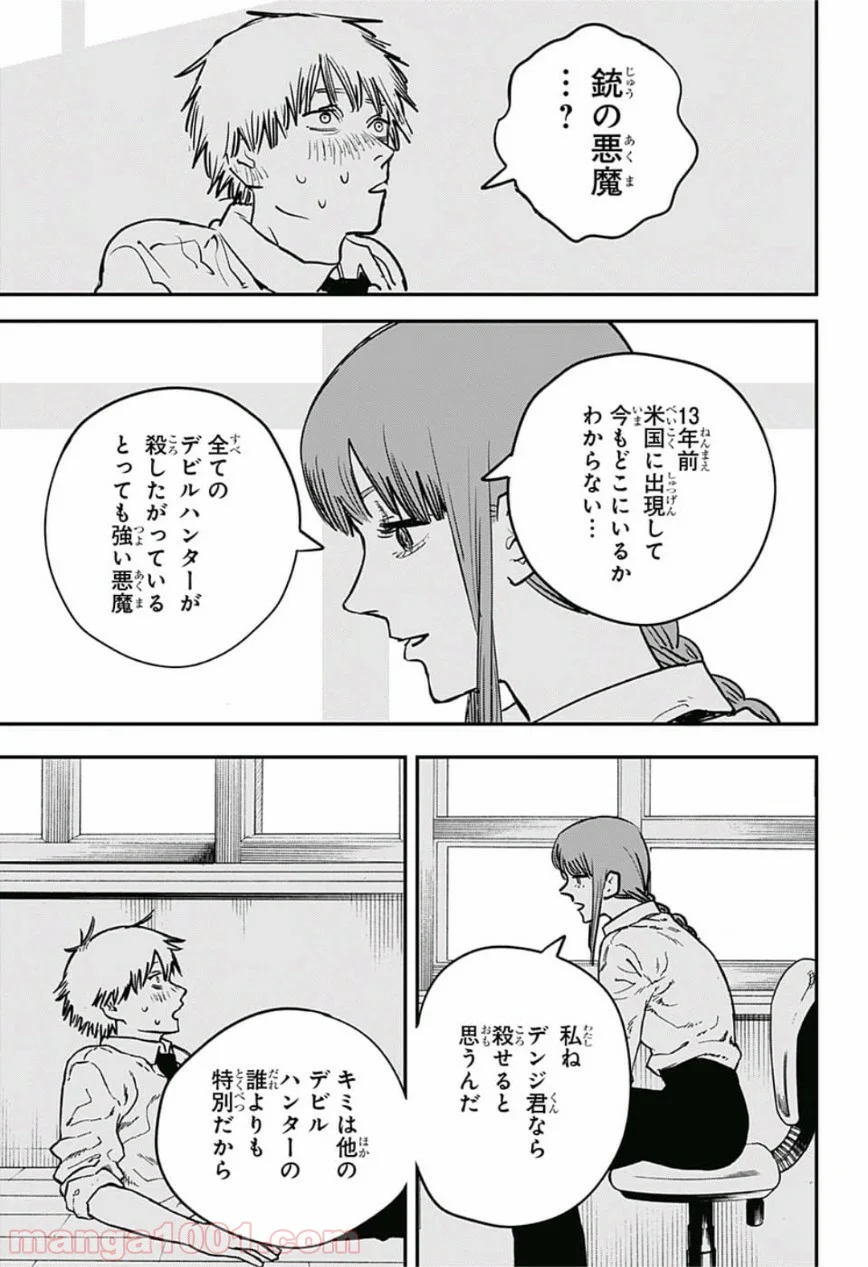 銃の悪魔
…?
13年前
米国に出現して
今もどこにいるか
わからない…
全ての
デビルハンターが
殺したがっている
とっても強い悪魔
私ね
デンジ君なら
殺せると
思うんだ
キミは他の
デビル
ハンターの
誰よりも
特別だから
manga1001.com